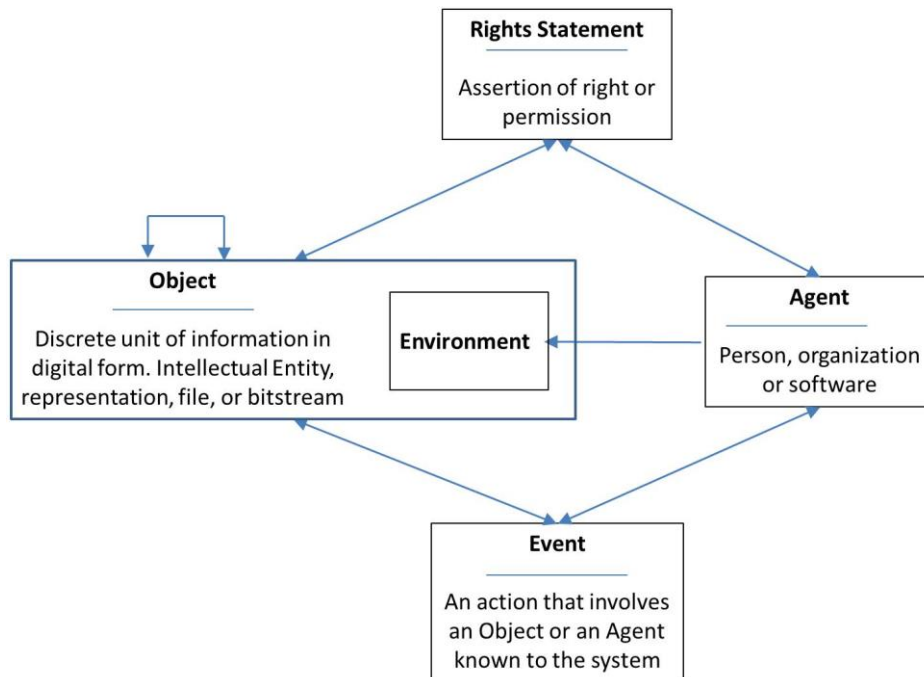 Rights Statement
Assertion of right or
permission
Object
Discrete unit of information in
digital form. Intellectual Entity,
representation, file, or bitstream
Environment
Agent
Person, organization
or software
Event
An action that involves
an Object or an Agent
known to the system